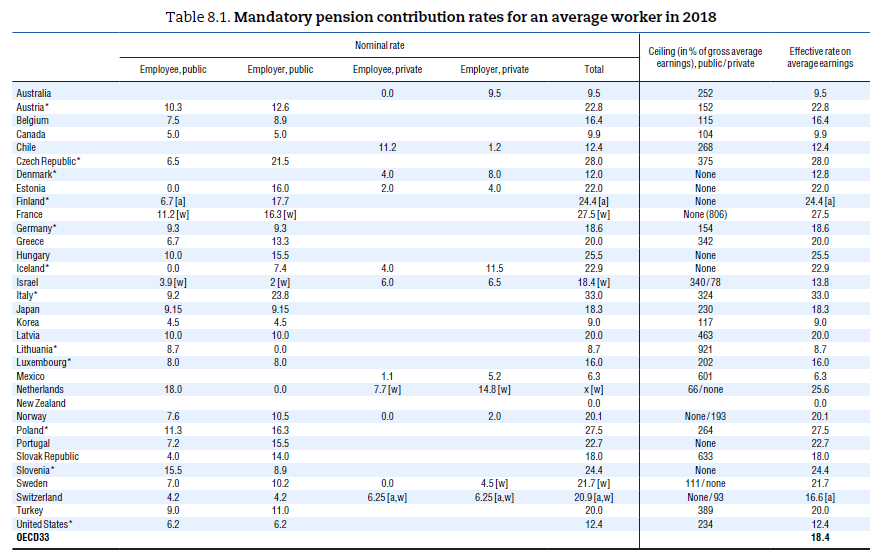 Table 8.1. Mandatory pension contribution rates for an average worker in 2018
Nominal rate
Ceiling (in % of gross average earnings), public / private
Effective rate on average earnings
Employee, public Employer, public Employee, private Employer, private Total
Australia 0.0 9.5 9.5 252 9.5
Austria* 10.3 12.6 22.8 152 22.8
Belgium 7.5 8.9 16.4 115 16.4
Canada 5.0 5.0 9.9 104 9.9
Chile 11.2 1.2 12.4 268 12.4
Czech Republic* 6.5 21.5 28.0 375 28.0
Denmark* 4.0 8.0 12.0 None 12.8
Estonia 0.0 16.0 2.0 4.0 22.0 None 22.0
Finland* 6.7 [a] 17.7 24.4 [a] None 24.4 [a]
France 11.2 [w] 16.3 [w] 27.5 [w] None (806) 27.5
Germany* 9.3 9.3 18.6 154 18.6
Greece 6.7 13.3 20.0 342 20.0
Hungary 10.0 15.5 25.5 None 25.5
Iceland* 0.0 7.4 4.0 11.5 22.9 None 22.9
Israel 3.9 [w] 2 [w] 6.0 6.5 18.4 [w] 340 / 78 13.8
Italy* 9.2 23.8 33.0 324 33.0
Japan 9.15 9.15 18.3 230 18.3
Korea 4.5 4.5 9.0 117 9.0
Latvia 10.0 10.0 20.0 463 20.0
Lithuania* 8.7 0.0 8.7 921 8.7
Luxembourg* 8.0 8.0 16.0 202 16.0
Mexico 1.1 5.2 6.3 601 6.3
Netherlands 18.0 0.0 7.7 [w] 14.8 [w] x [w] 66 / none 25.6
New Zealand 0.0 0.0
Norway 7.6 10.5 0.0 2.0 20.1 None / 193 20.1
Poland* 11.3 16.3 27.5 264 27.5
Portugal 7.2 15.5 22.7 None 22.7
Slovak Republic 4.0 14.0 18.0 633 18.0
Slovenia* 15.5 8.9 24.4 None 24.4
Sweden 7.0 10.2 0.0 4.5 [w] 21.7 [w] 111 / none 21.7
Switzerland 4.2 4.2 6.25 [a,w] 6.25 [a,w] 20.9 [a,w] None / 93 16.6 [a]
Turkey 9.0 11.0 20.0 389 20.0
United States* 6.2 6.2 12.4 234 12.4
OECD33 18.4